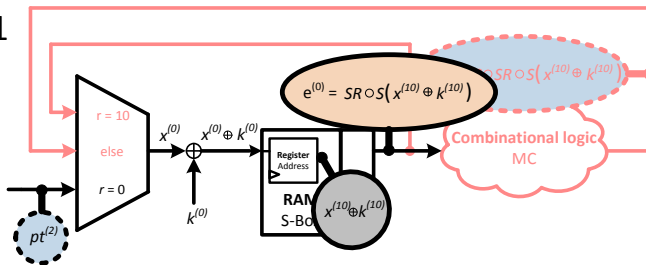 1
r = 10
else
r = 0
pt^(2)
x^(0)
x^(0) ⊕ k^(0)
k^(0)
e^(0) = SR ○ S( x^(10) ⊕ k^(10) )
SR ○ S( x^(10) ⊕ k^(10) )
Register
Address
RAM
S-Bo
x^(10) ⊕ k^(10)
Combinational logic
MC